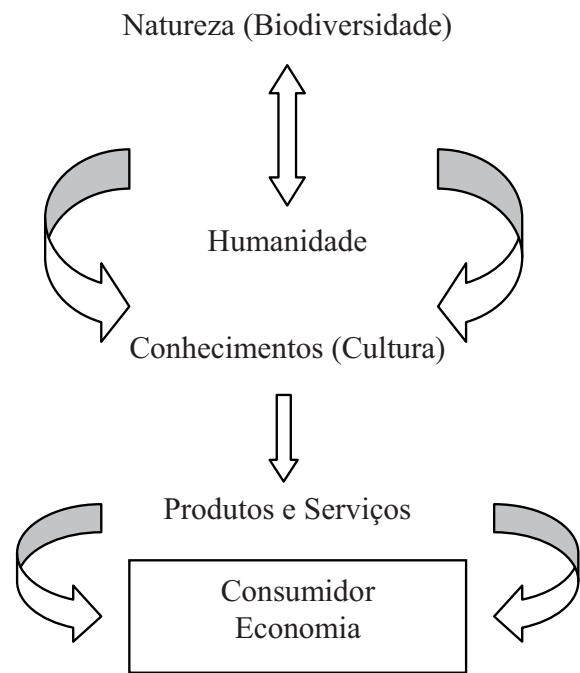 Natureza (Biodiversidade)
Humanidade
Conhecimentos (Cultura)
Produtos e Serviços
Consumidor
Economia